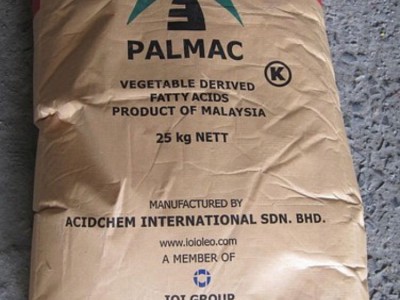 PALMAC
K
VEGETABLE DERIVED
FATTY ACIDS
PRODUCT OF MALAYSIA
25 kg NETT
MANUFACTURED BY
ACIDCHEM INTERNATIONAL SDN. BHD.
www.ioioleo.com
A MEMBER OF
IOI GROUP